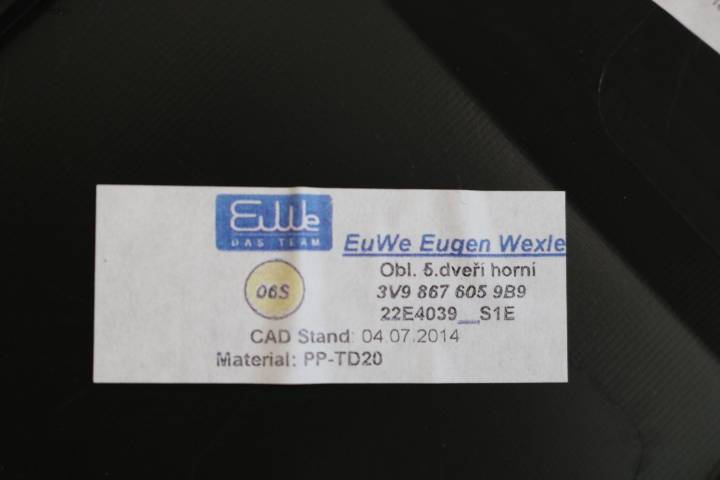 EuWe
DAS TEAM
EuWe Eugen Wexle
Obl. 5.dveří horní
06S
3V9 867 605 9B9
22E4039__S1E
CAD Stand: 04.07.2014
Material: PP-TD20